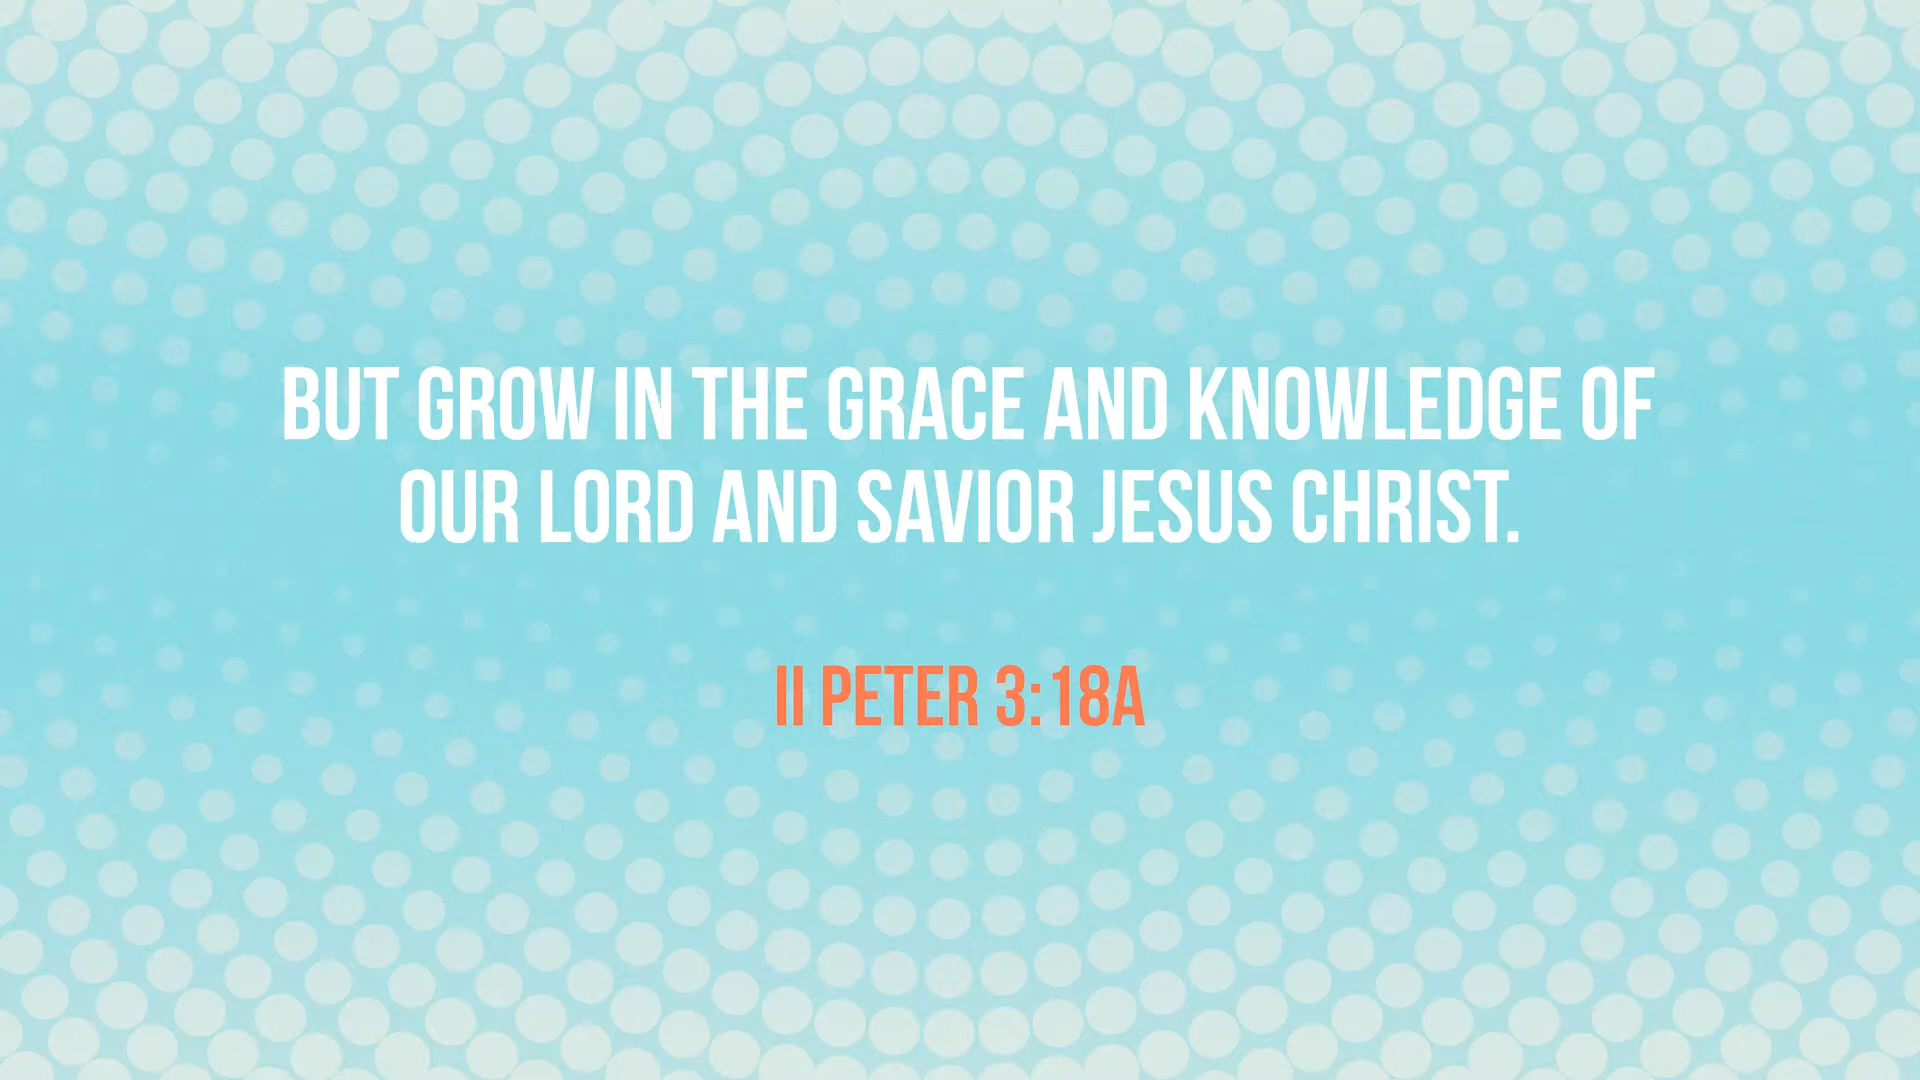 BUT GROW IN THE GRACE AND KNOWLEDGE OF
OUR LORD AND SAVIOR JESUS CHRIST.
II PETER 3:18A